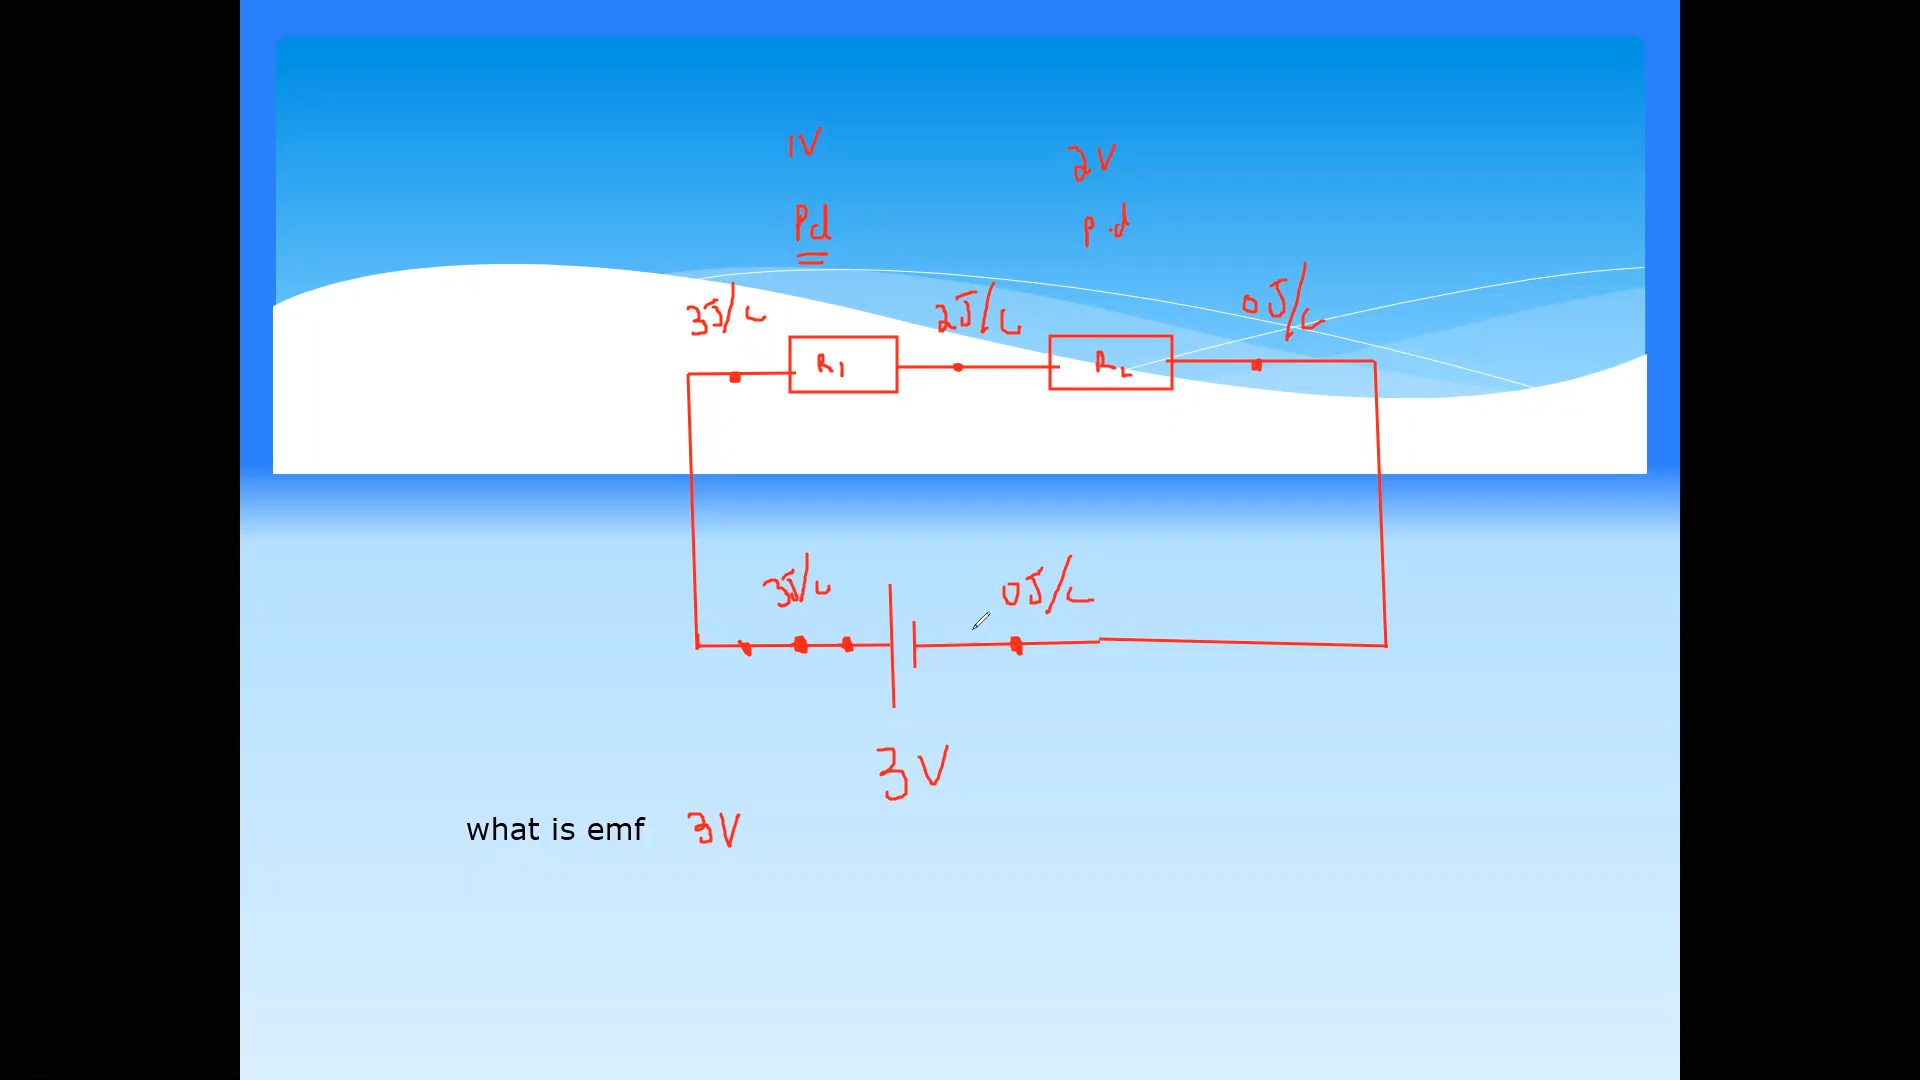 1V
2V
Pd
p.d
3J/C
2J/C
0J/C
R1
R2
3J/C
0J/C
3V
what is emf 3V